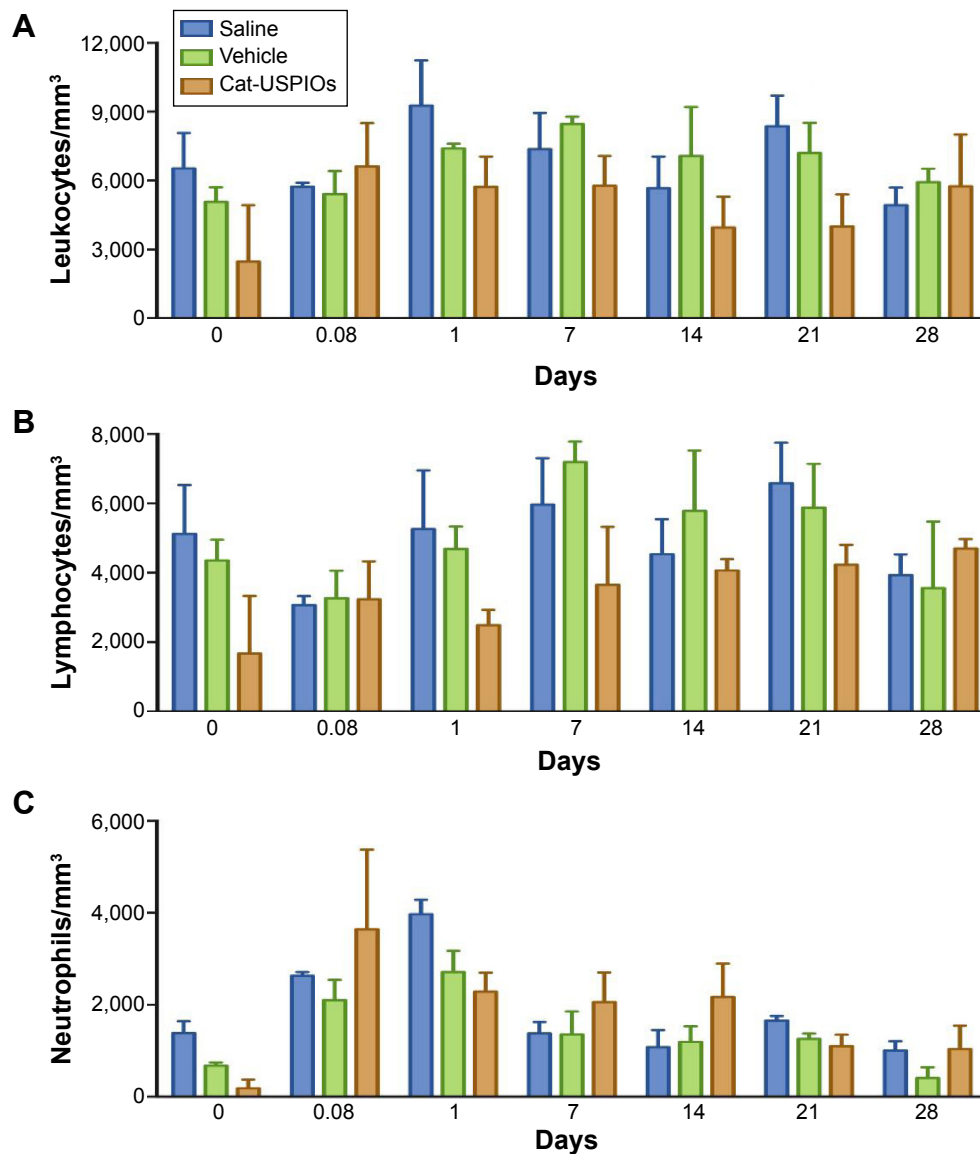 A
Saline
Vehicle
Cat-USPIOs
Leukocytes/mm³
12,000
9,000
6,000
3,000
0
0 0.08 1 7 14 21 28
Days
B
Lymphocytes/mm³
8,000
6,000
4,000
2,000
0
0 0.08 1 7 14 21 28
Days
C
Neutrophils/mm³
6,000
4,000
2,000
0
0 0.08 1 7 14 21 28
Days